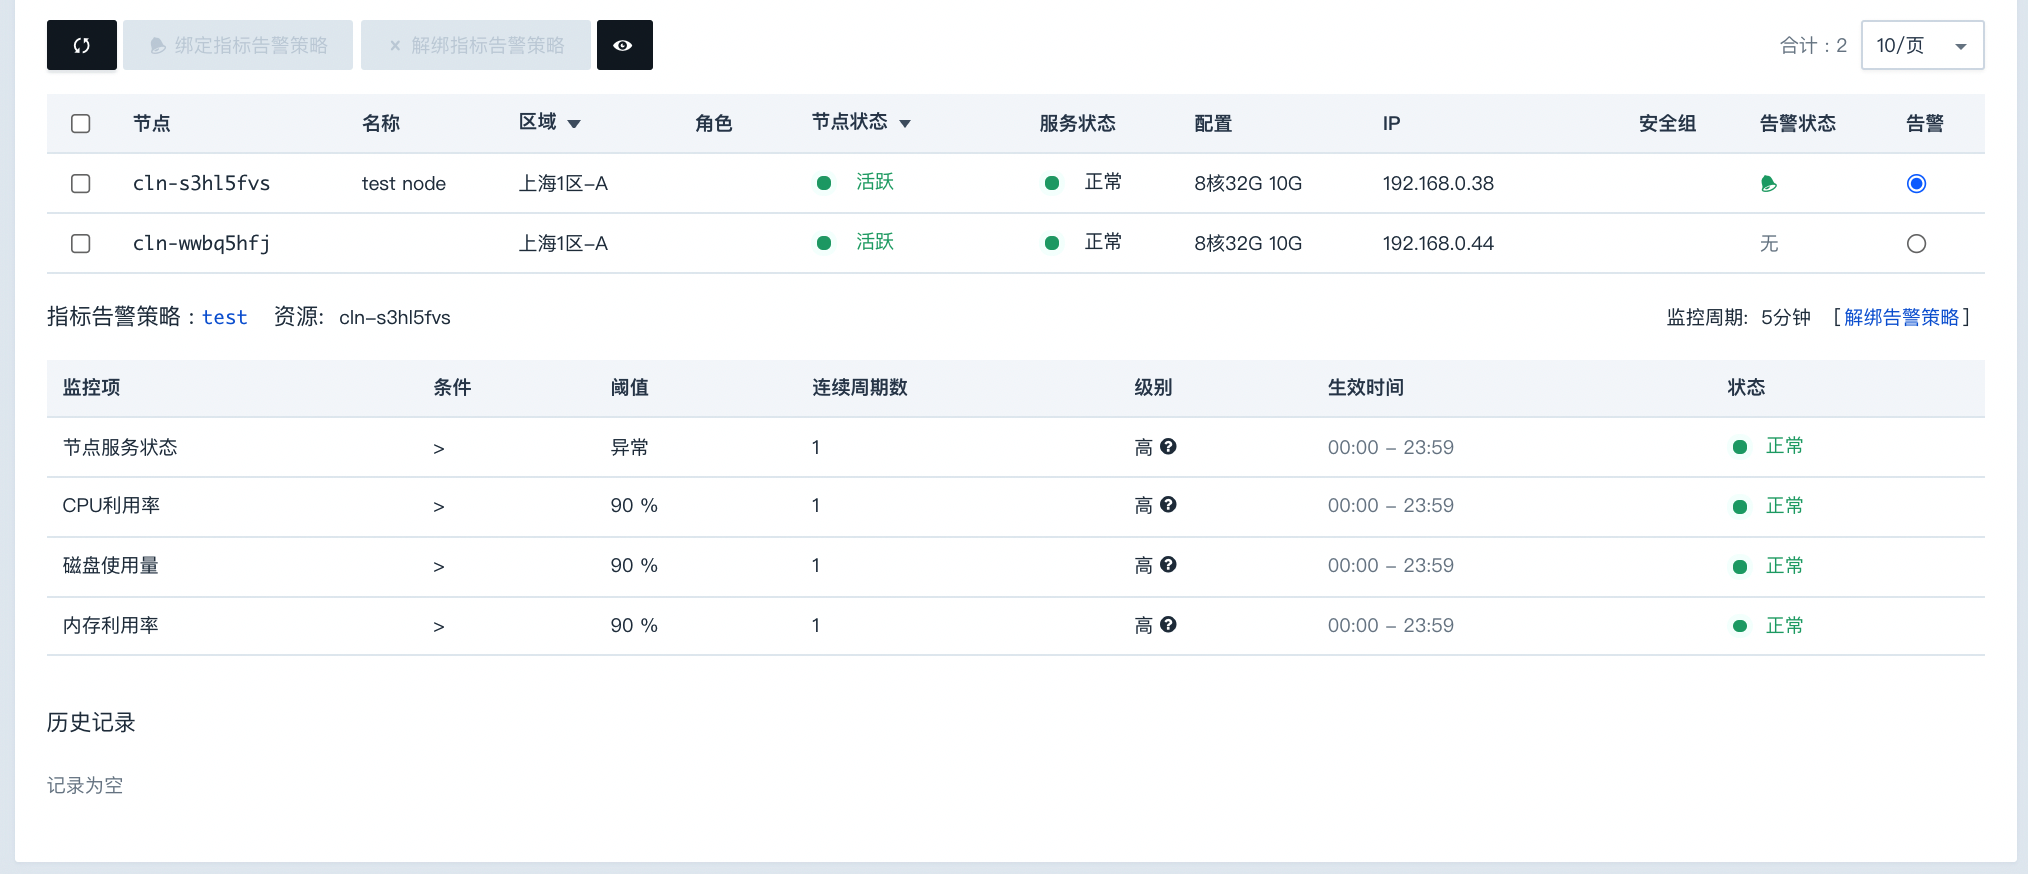 绑定指标告警策略 × 解绑指标告警策略 合计：2 10/页
节点 名称 区域 角色 节点状态 服务状态 配置 IP 安全组 告警状态 告警
cln-s3hl5fvs test node 上海1区-A 活跃 正常 8核32G 10G 192.168.0.38
cln-wwbq5hfj 上海1区-A 活跃 正常 8核32G 10G 192.168.0.44 无
指标告警策略：test 资源: cln-s3hl5fvs 监控周期: 5分钟 [解绑告警策略]
监控项 条件 阈值 连续周期数 级别 生效时间 状态
节点服务状态 > 异常 1 高 ? 00:00 - 23:59 正常
CPU利用率 > 90 % 1 高 ? 00:00 - 23:59 正常
磁盘使用量 > 90 % 1 高 ? 00:00 - 23:59 正常
内存利用率 > 90 % 1 高 ? 00:00 - 23:59 正常
历史记录
记录为空